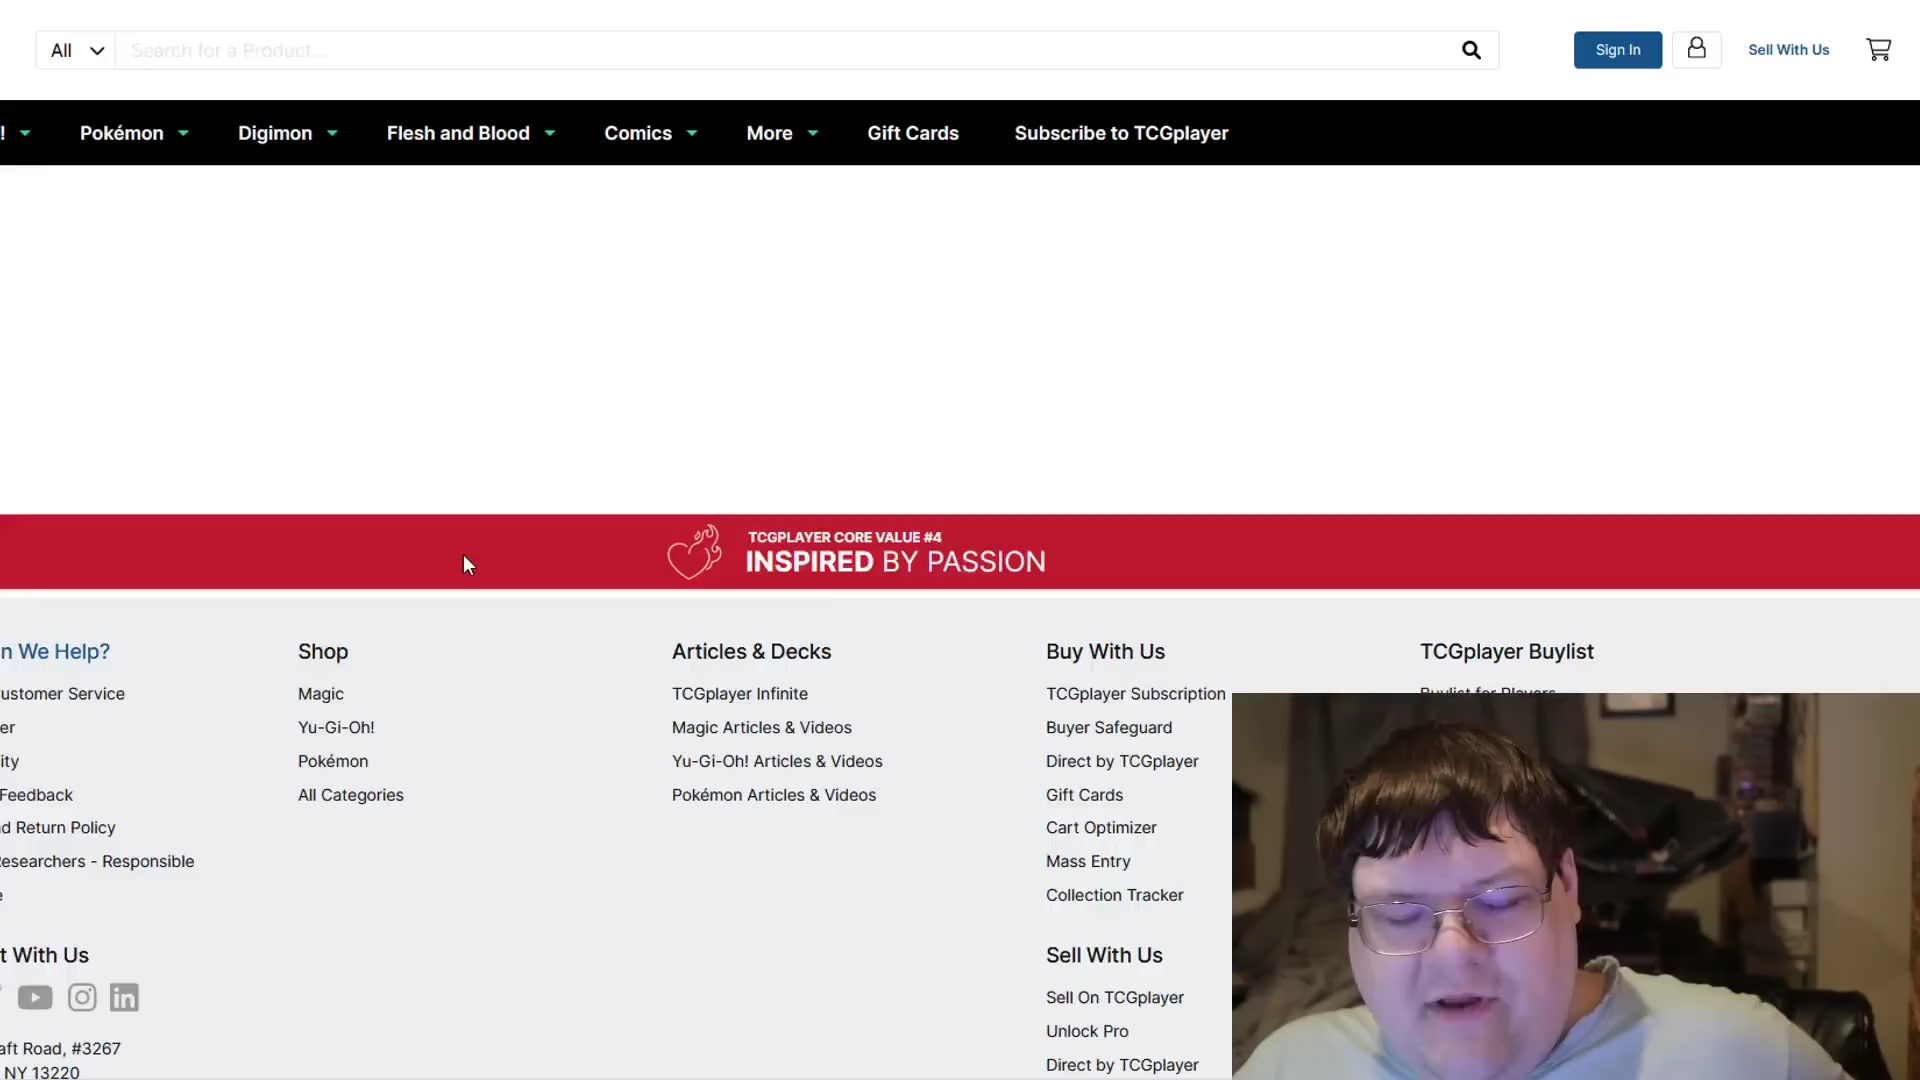 All
Search for a Product...
Sign In
Sell With Us
!
Pokémon
Digimon
Flesh and Blood
Comics
More
Gift Cards
Subscribe to TCGplayer
TCGPLAYER CORE VALUE #4
INSPIRED BY PASSION
n We Help?
ustomer Service
er
ity
Feedback
d Return Policy
esearchers - Responsible
e
t With Us
aft Road, #3267
NY 13220
Shop
Magic
Yu-Gi-Oh!
Pokémon
All Categories
Articles & Decks
TCGplayer Infinite
Magic Articles & Videos
Yu-Gi-Oh! Articles & Videos
Pokémon Articles & Videos
Buy With Us
TCGplayer Subscription
Buyer Safeguard
Direct by TCGplayer
Gift Cards
Cart Optimizer
Mass Entry
Collection Tracker
Sell With Us
Sell On TCGplayer
Unlock Pro
Direct by TCGplayer
TCGplayer Buylist
Buylist for Players